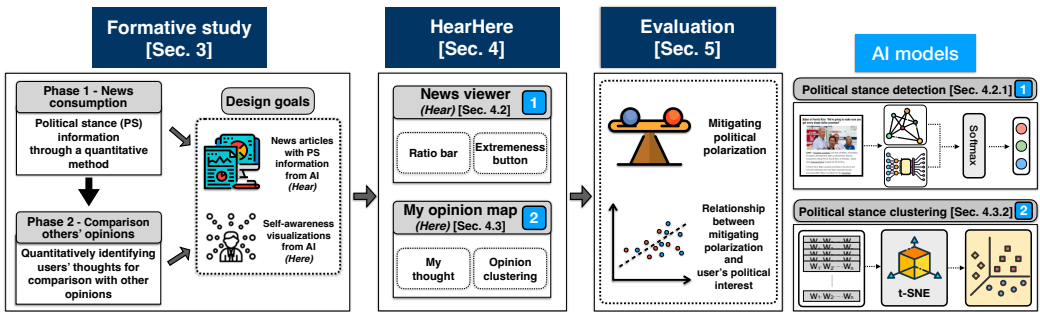 Formative study
[Sec. 3]
Phase 1 - News
consumption
Political stance (PS)
information
through a quantitative
method
Phase 2 - Comparison
others' opinions
Quantitatively identifying
users' thoughts for
comparison with other
opinions
Design goals
News articles
with PS
information
from AI
(Hear)
Self-awareness
visualizations
from AI
(Here)
HearHere
[Sec. 4]
News viewer
(Hear) [Sec. 4.2]
1
Ratio bar
Extremeness
button
My opinion map
(Here) [Sec. 4.3]
2
My
thought
Opinion
clustering
Evaluation
[Sec. 5]
Mitigating
political
polarization
Relationship
between
mitigating
polarization
and
user's political
interest
AI models
Political stance detection [Sec. 4.2.1]
1
Softmax
Political stance clustering [Sec. 4.3.2]
2
W₁ W₂ ... Wₙ
t-SNE